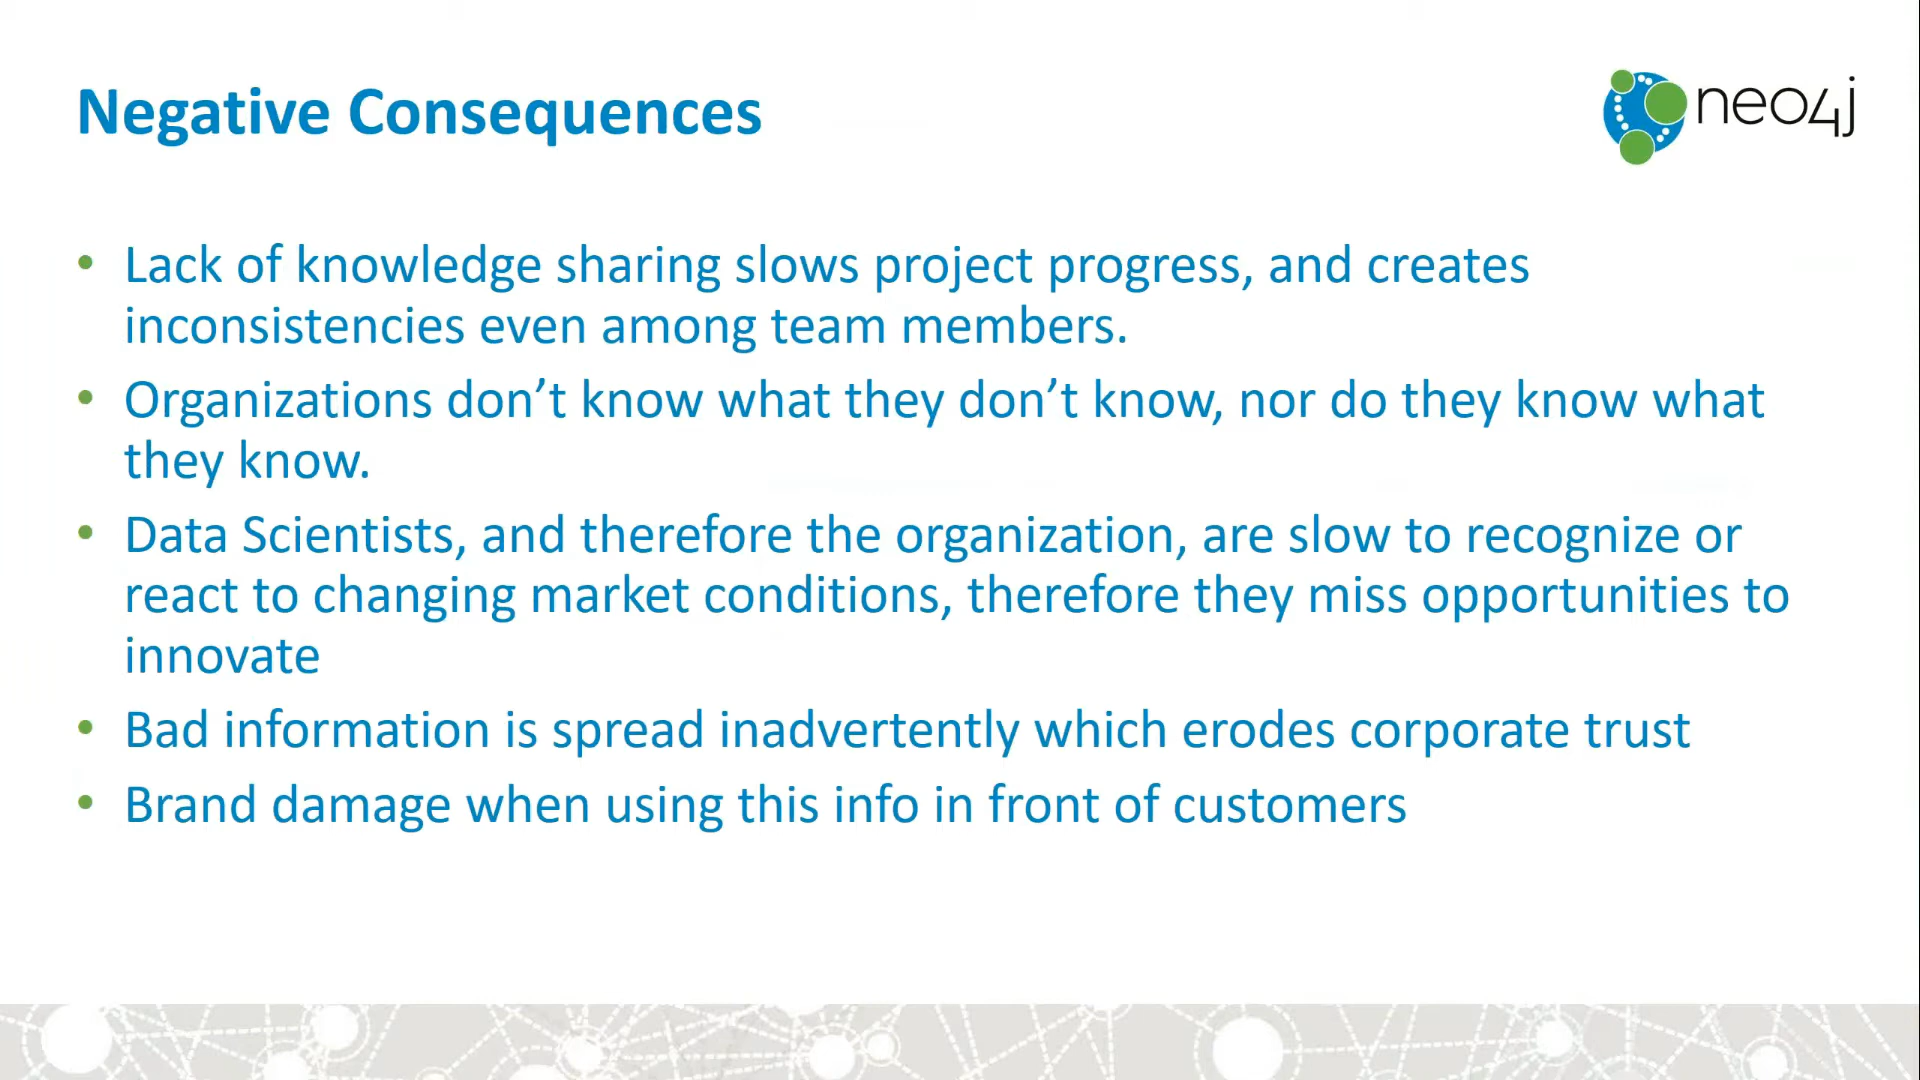 Negative Consequences
neo4j
• Lack of knowledge sharing slows project progress, and creates
inconsistencies even among team members.
• Organizations don’t know what they don’t know, nor do they know what
they know.
• Data Scientists, and therefore the organization, are slow to recognize or
react to changing market conditions, therefore they miss opportunities to
innovate
• Bad information is spread inadvertently which erodes corporate trust
• Brand damage when using this info in front of customers